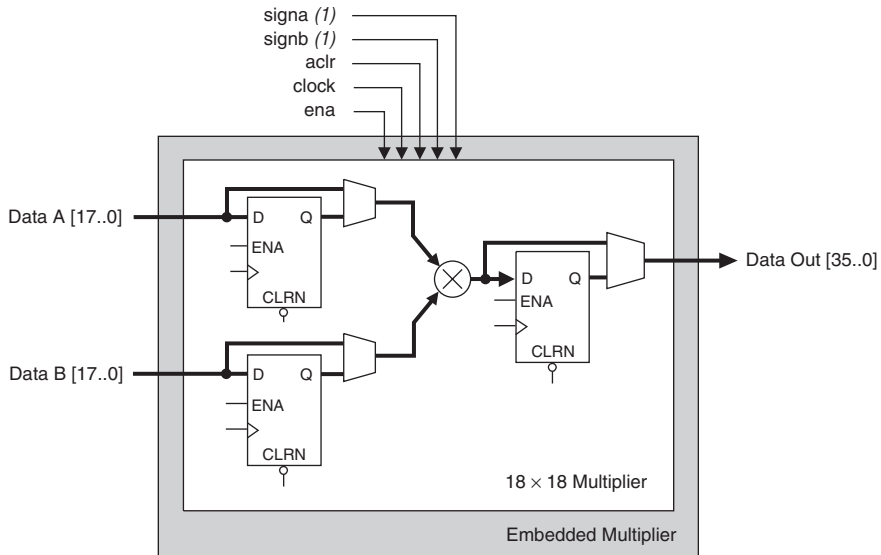 signa (1)
signb (1)
aclr
clock
ena
Data A [17..0]
D Q
ENA
CLRN
Data B [17..0]
D Q
ENA
CLRN
D Q
ENA
CLRN
Data Out [35..0]
18 × 18 Multiplier
Embedded Multiplier